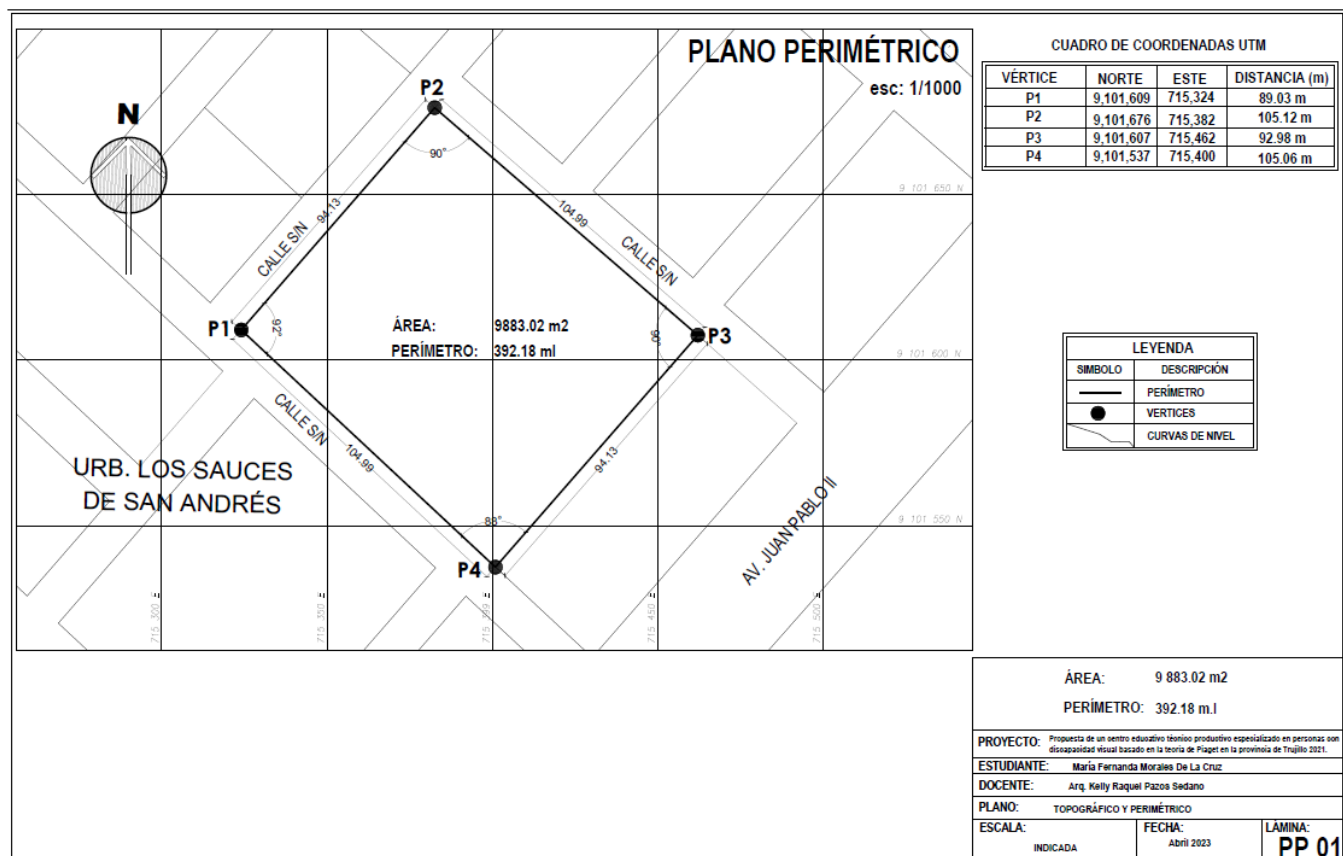 PLANO PERIMÉTRICO
esc: 1/1000
N
P2
90°
94.13
CALLE S/N
104.99
CALLE S/N
9 101 650 N
P1
92°
ÁREA: 9883.02 m2
PERÍMETRO: 392.18 ml
90°
P3
9 101 600 N
CALLE S/N
104.99
94.13
URB. LOS SAUCES
DE SAN ANDRÉS
AV. JUAN PABLO II
9 101 550 N
88°
P4
715 300 E
715 350 E
715 399 E
715 450 E
715 500 E
CUADRO DE COORDENADAS UTM
VÉRTICE NORTE ESTE DISTANCIA (m)
P1 9,101,609 715,324 89.03 m
P2 9,101,676 715,382 105.12 m
P3 9,101,607 715,462 92.98 m
P4 9,101,537 715,400 105.06 m
LEYENDA
SIMBOLO DESCRIPCIÓN
PERÍMETRO
VERTICES
CURVAS DE NIVEL
ÁREA: 9 883.02 m2
PERÍMETRO: 392.18 m.l
PROYECTO: Propuesta de un centro educativo técnico productivo especializado en personas con
discapacidad visual basado en la teoría de Piaget en la provincia de Trujillo 2021.
ESTUDIANTE: María Fernanda Morales De La Cruz
DOCENTE: Arq. Kelly Raquel Pazos Sedano
PLANO: TOPOGRÁFICO Y PERIMÉTRICO
ESCALA: FECHA: LÁMINA:
INDICADA Abril 2023 PP 01